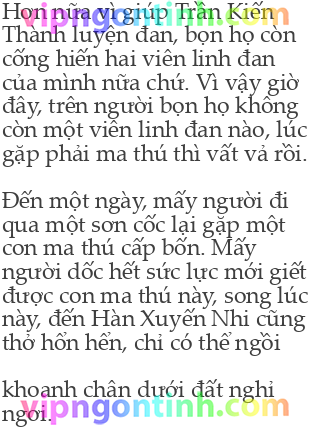 Hơn nữa vì giúp Trần Kiến
Thành luyện đan, bọn họ còn
cống hiến hai viên linh đan
của mình nữa chứ. Vì vậy giờ
đây, trên người bọn họ không
còn một viên linh đan nào, lúc
gặp phải ma thú thì vất vả rồi.
Đến một ngày, mấy người đi
qua một sơn cốc lại gặp một
con ma thú cấp bốn. Mấy
người dốc hết sức lực mới giết
được con ma thú này, song lúc
này, đến Hàn Xuyến Nhi cũng
thở hổn hển, chỉ có thể ngồi
khoanh chân dưới đất nghỉ
ngơi.
vipngontinh.com
vipngontinh.com